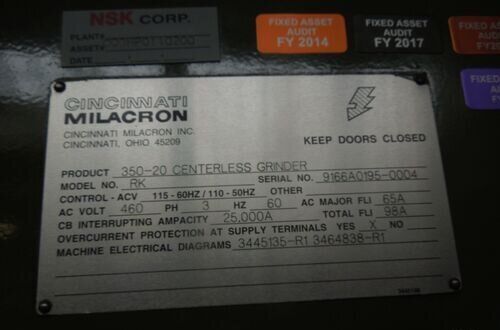 NSK CORP.
PLANT#
ASSET#
DATE
FIXED ASSET
AUDIT
FY 2014
FIXED ASSET
AUDIT
FY 2017
FIXED
AUD
CINCINNATI
MILACRON
CINCINNATI MILACRON INC.
CINCINNATI, OHIO 45209
KEEP DOORS CLOSED
PRODUCT 350-20 CENTERLESS GRINDER
MODEL NO. RK SERIAL NO. 9166A0195-0004
CONTROL - ACV 115 - 60HZ / 110 - 50HZ OTHER
AC VOLT 460 PH 3 HZ 60 AC MAJOR FLI 65A
CB INTERRUPTING AMPACITY 25,000A TOTAL FLI 98A
OVERCURRENT PROTECTION AT SUPPLY TERMINALS YES X NO
MACHINE ELECTRICAL DIAGRAMS 3445135-R1 3464838-R1